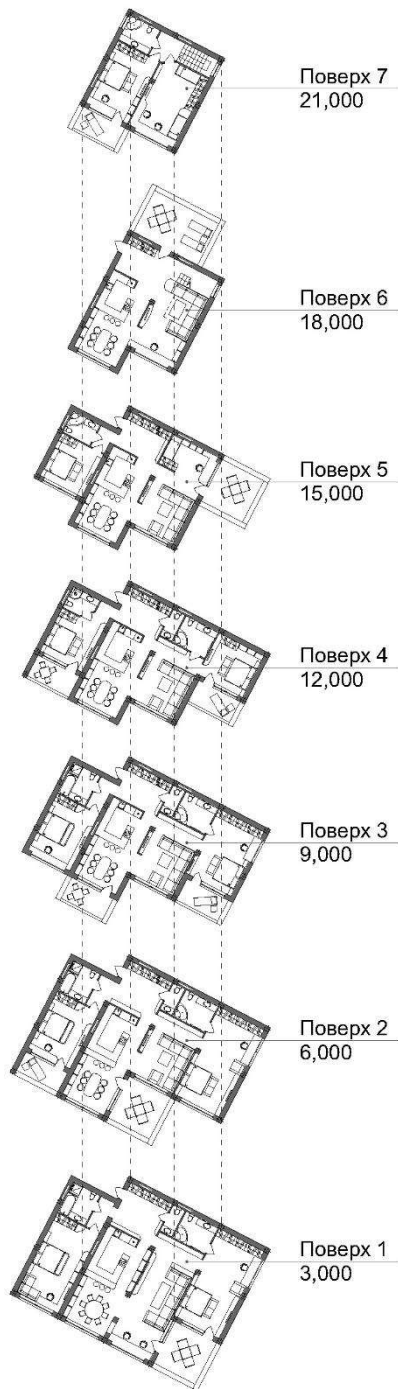 Поверх 7
21,000
Поверх 6
18,000
Поверх 5
15,000
Поверх 4
12,000
Поверх 3
9,000
Поверх 2
6,000
Поверх 1
3,000